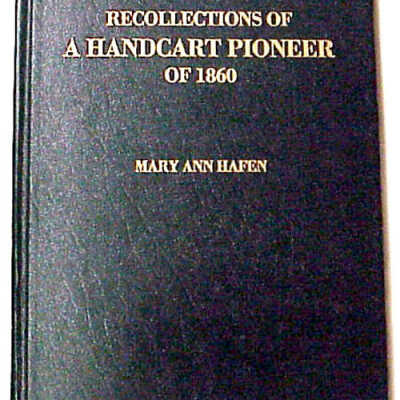 RECOLLECTIONS OF
A HANDCART PIONEER
OF 1860
MARY ANN HAFEN